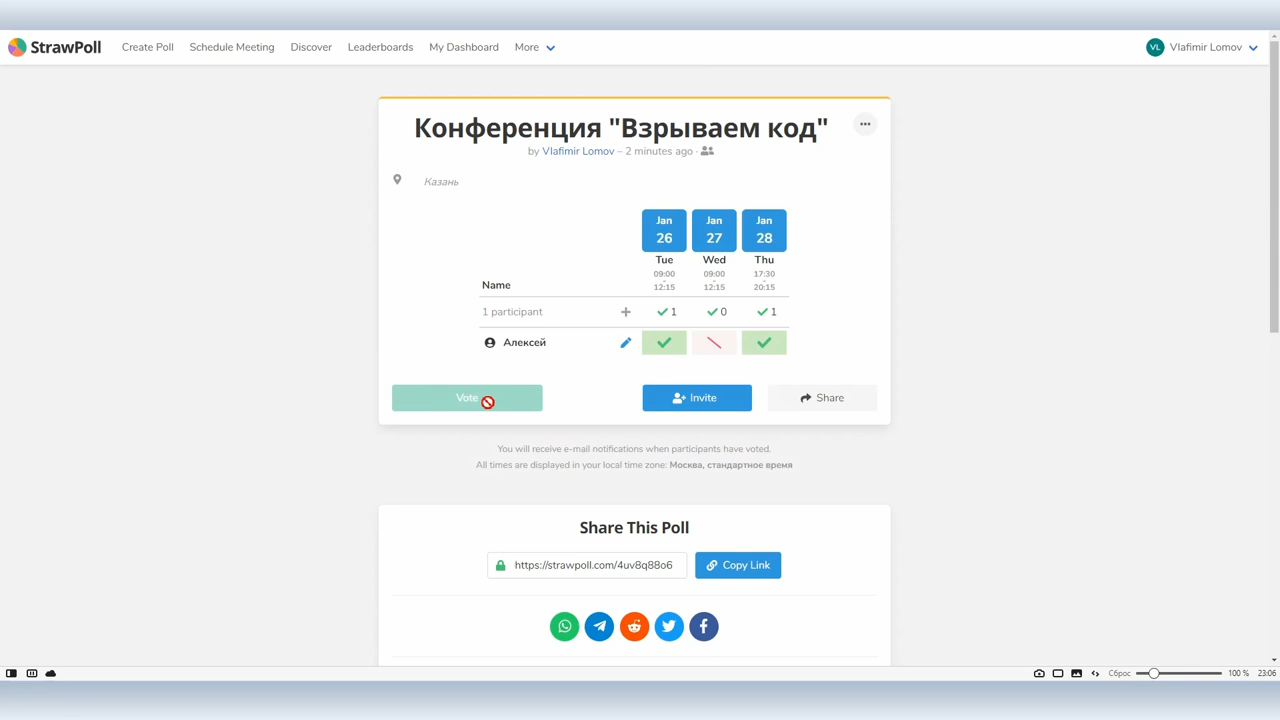 StrawPoll Create Poll Schedule Meeting Discover Leaderboards My Dashboard More VL Vlafimir Lomov
Конференция "Взрываем код"
by Vlafimir Lomov – 2 minutes ago ·
Казань
Jan Jan Jan
26 27 28
Tue Wed Thu
09:00 09:00 17:30
- - -
12:15 12:15 20:15
Name
1 participant 1 0 1
Алексей
Vote Invite Share
You will receive e-mail notifications when participants have voted.
All times are displayed in your local time zone: Москва, стандартное время
Share This Poll
https://strawpoll.com/4uv8q88o6 Copy Link
Сброс 100 % 23:06